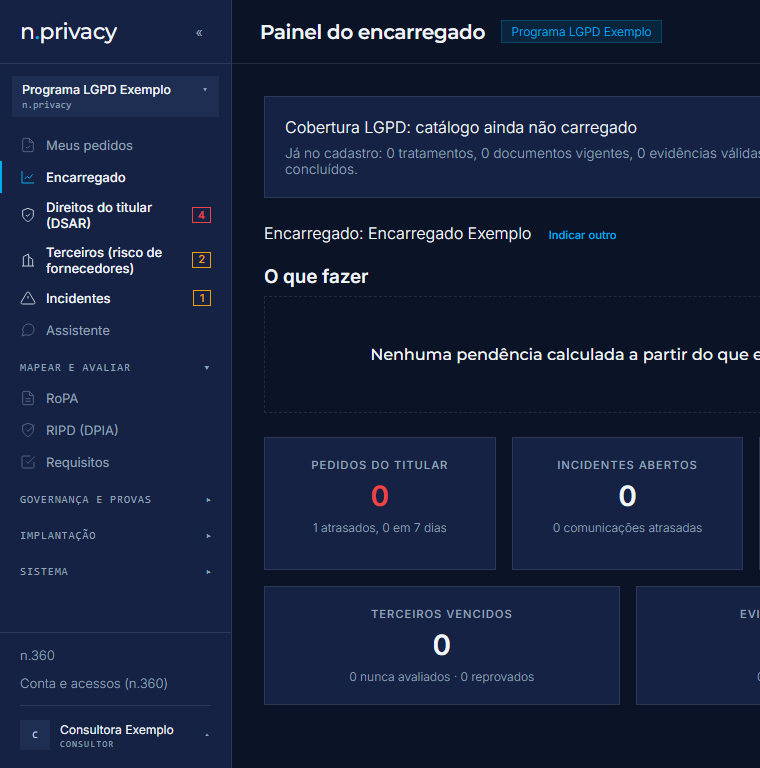 n.privacy «
Painel do encarregado
Programa LGPD Exemplo
Programa LGPD Exemplo
n.privacy
Meus pedidos
Encarregado
Direitos do titular
(DSAR)
4
Terceiros (risco de
fornecedores)
2
Incidentes
1
Assistente
MAPEAR E AVALIAR
RoPA
RIPD (DPIA)
Requisitos
GOVERNANÇA E PROVAS
IMPLANTAÇÃO
SISTEMA
n.360
Conta e acessos (n.360)
C
Consultora Exemplo
CONSULTOR
Cobertura LGPD: catálogo ainda não carregado
Já no cadastro: 0 tratamentos, 0 documentos vigentes, 0 evidências válidas
concluídos.
Encarregado: Encarregado Exemplo Indicar outro
O que fazer
Nenhuma pendência calculada a partir do que e
PEDIDOS DO TITULAR
0
1 atrasados, 0 em 7 dias
INCIDENTES ABERTOS
0
0 comunicações atrasadas
TERCEIROS VENCIDOS
0
0 nunca avaliados · 0 reprovados
EVI